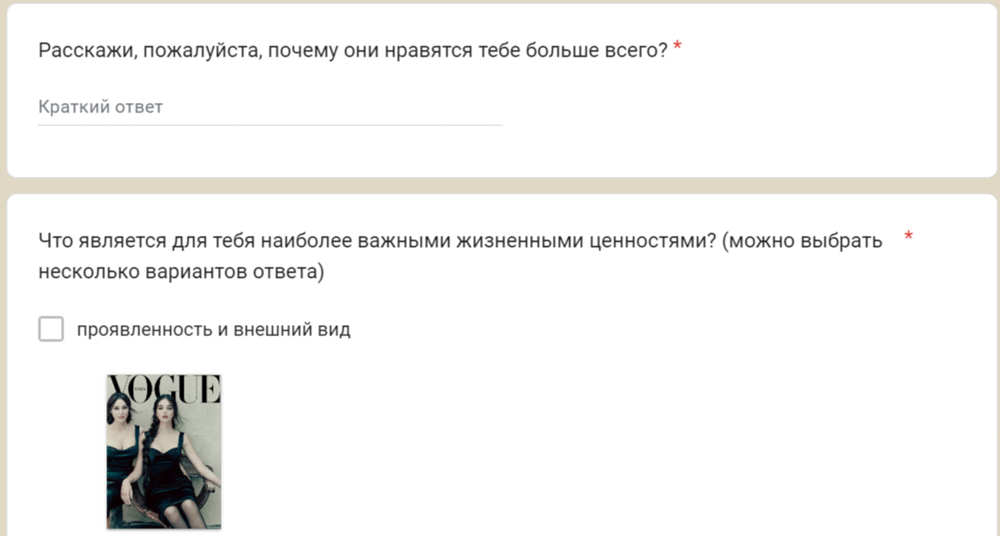 Расскажи, пожалуйста, почему они нравятся тебе больше всего? *
Краткий ответ
Что является для тебя наиболее важными жизненными ценностями? (можно выбрать *
несколько вариантов ответа)
проявленность и внешний вид
VOGUE